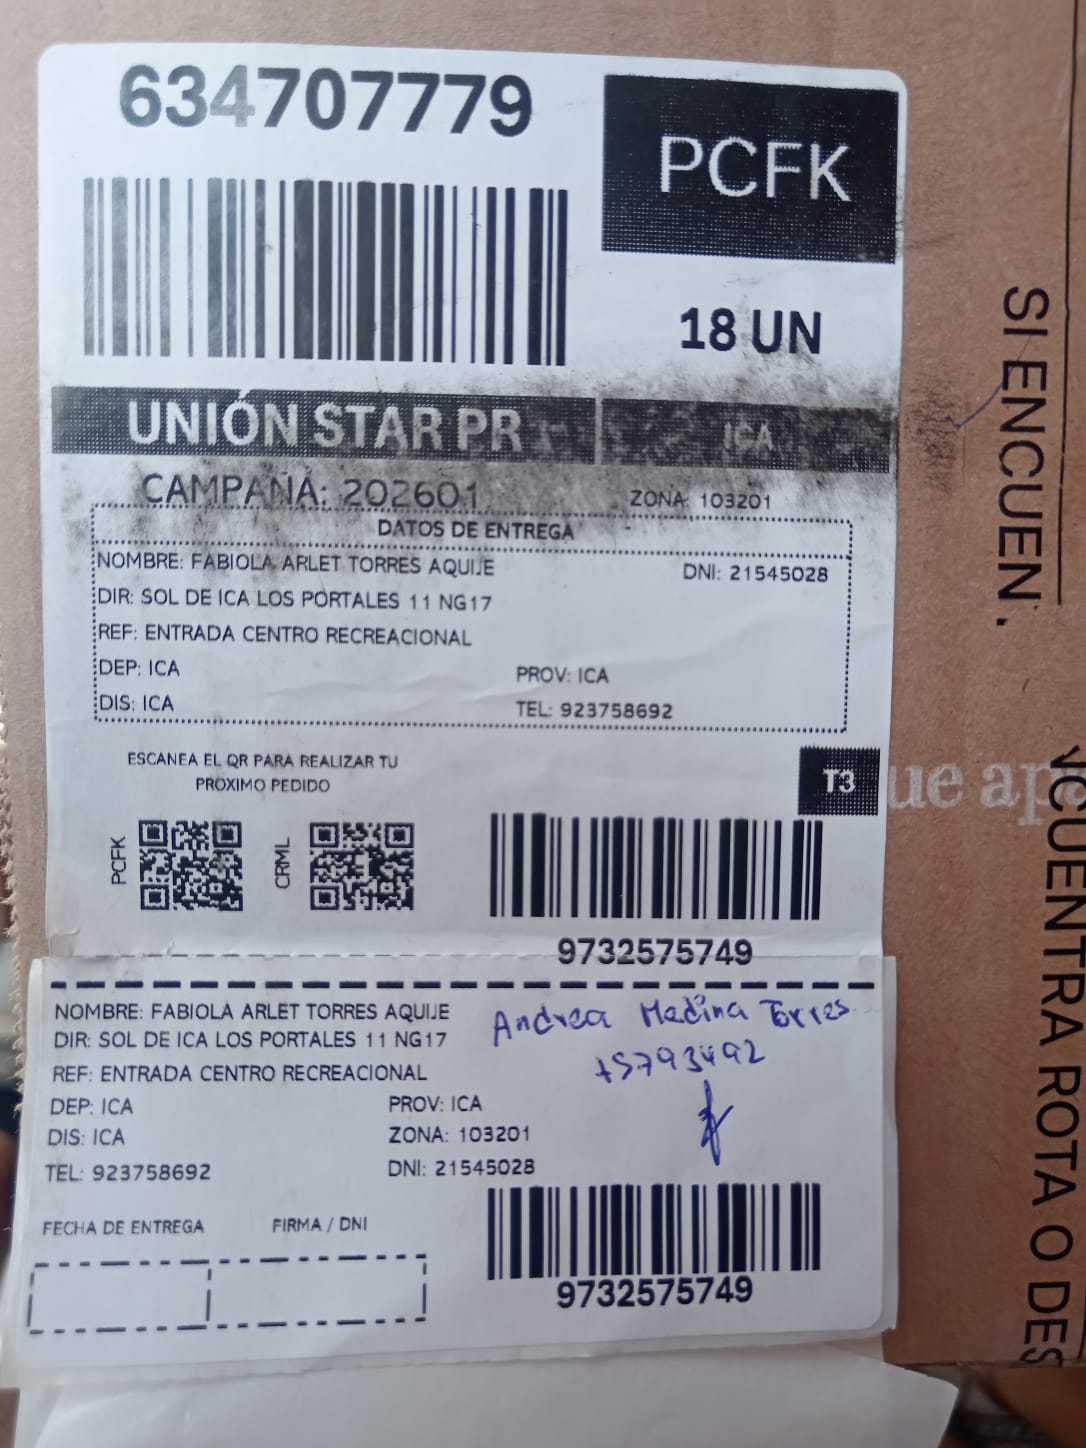 634707779
PCFK
18 UN
UNIÓN STAR PR
ICA
CAMPAÑA: 202601
ZONA: 103201
DATOS DE ENTREGA
NOMBRE: FABIOLA ARLET TORRES AQUIJE DNI: 21545028
DIR: SOL DE ICA LOS PORTALES 11 NG17
REF: ENTRADA CENTRO RECREACIONAL
DEP: ICA PROV: ICA
DIS: ICA TEL: 923758692
ESCANEA EL QR PARA REALIZAR TU
PROXIMO PEDIDO
T3
PCFK
CRML
9732575749
NOMBRE: FABIOLA ARLET TORRES AQUIJE
DIR: SOL DE ICA LOS PORTALES 11 NG17
REF: ENTRADA CENTRO RECREACIONAL
DEP: ICA PROV: ICA
DIS: ICA ZONA: 103201
TEL: 923758692 DNI: 21545028
Andrea Medina Torres
FECHA DE ENTREGA FIRMA / DNI
9732575749
SI ENCUEN
NCUENTRA ROTA O DES
ue apa